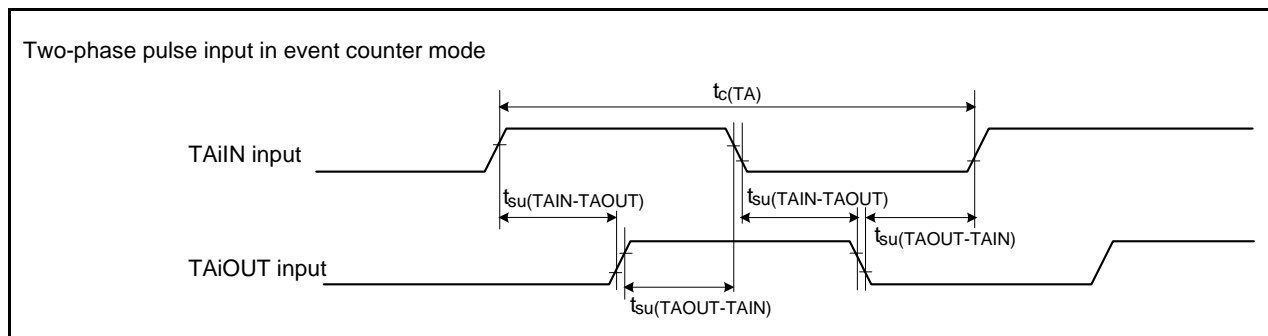 Two-phase pulse input in event counter mode
tc(TA)
TAiIN input
tsu(TAIN-TAOUT)
tsu(TAIN-TAOUT)
tsu(TAOUT-TAIN)
TAiOUT input
tsu(TAOUT-TAIN)